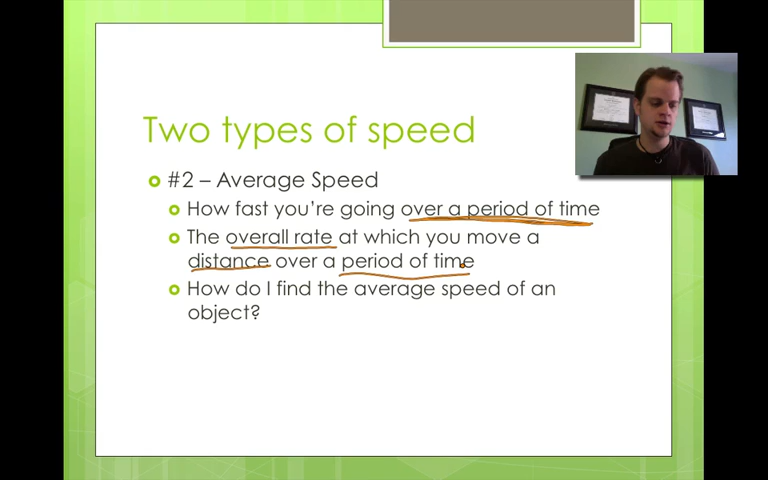 Two types of speed
#2 – Average Speed
How fast you're going over a period of time
The overall rate at which you move a
distance over a period of time
How do I find the average speed of an
object?